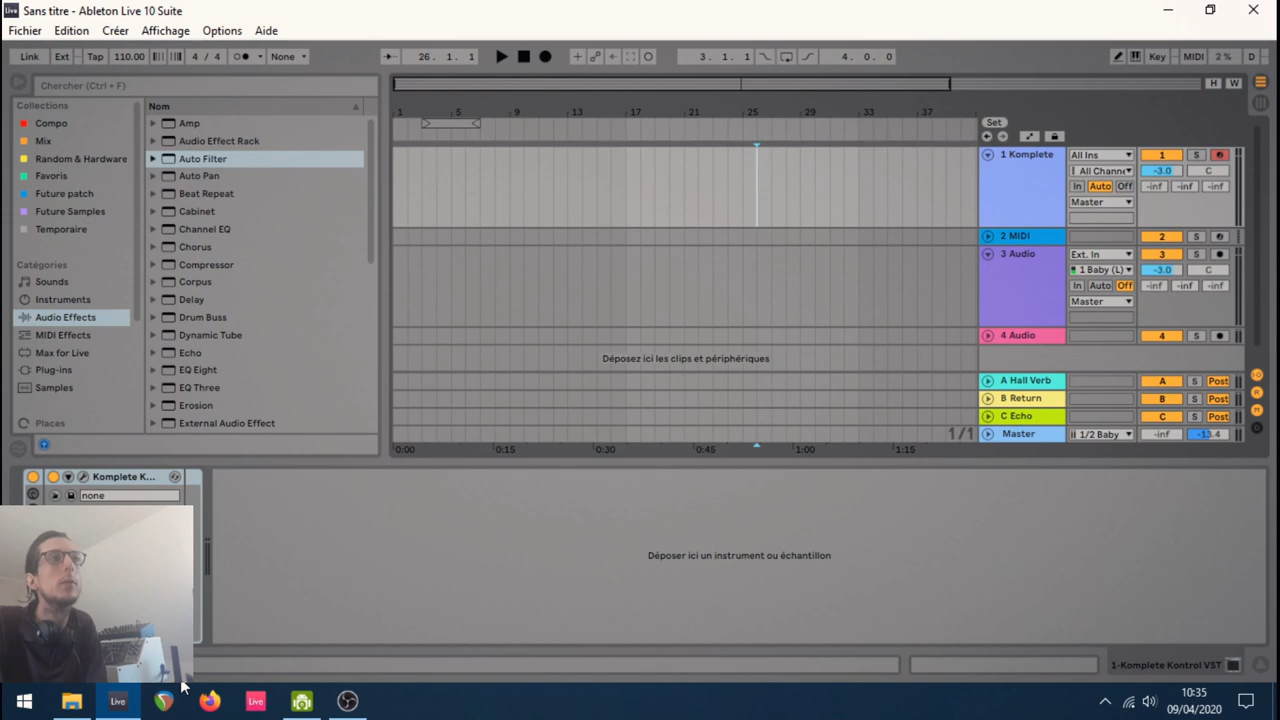 Sans titre - Ableton Live 10 Suite
Fichier Edition Créer Affichage Options Aide
Link Ext Tap 110.00 4 / 4 None 26. 1. 1 3. 1. 1 4. 0. 0 Key MIDI 2 % D
Chercher (Ctrl + F)
H W
Collections Nom
1 5 9 13 17 21 25 29 33 37
Compo
Mix
Random & Hardware
Favoris
Future patch
Future Samples
Temporaire
Catégories
Sounds
Instruments
Audio Effects
MIDI Effects
Max for Live
Plug-ins
Samples
Places
Amp
Audio Effect Rack
Auto Filter
Auto Pan
Beat Repeat
Cabinet
Channel EQ
Chorus
Compressor
Corpus
Delay
Drum Buss
Dynamic Tube
Echo
EQ Eight
EQ Three
Erosion
External Audio Effect
Set
1 Komplete All Ins 1 S
All Channe -3.0 C
In Auto Off -inf -inf -inf
Master
2 MIDI 2 S
3 Audio Ext. In 3 S
1 Baby (L) -3.0 C
In Auto Off -inf -inf -inf
Master
4 Audio 4 S
Déposez ici les clips et périphériques
A Hall Verb A S Post
B Return B S Post
C Echo C S Post
Master 1/2 Baby -inf
1/1
0:00 0:15 0:30 0:45 1:00 1:15
Komplete K...
none
Déposer ici un instrument ou échantillon
1-Komplete Kontrol VST
Live Live
10:35
09/04/2020